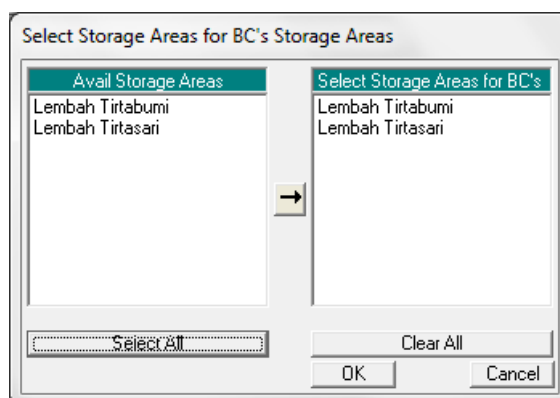 Select Storage Areas for BC's Storage Areas
Avail Storage Areas
Lembah Tirtabumi
Lembah Tirtasari
Select Storage Areas for BC's
Lembah Tirtabumi
Lembah Tirtasari
Select All
Clear All
OK
Cancel